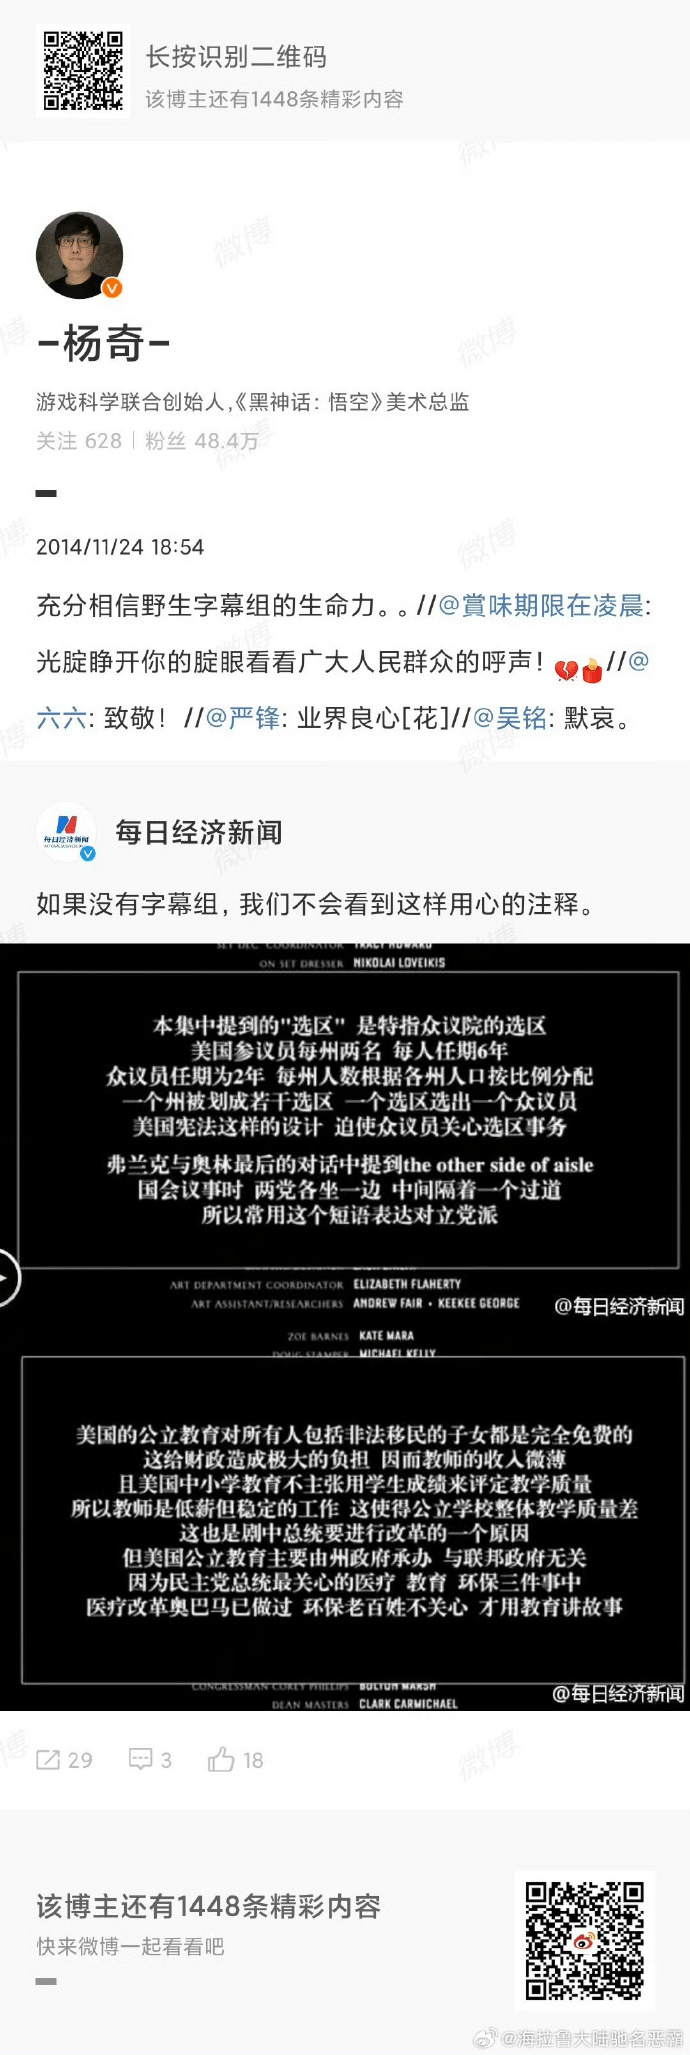 长按识别二维码
该博主还有1448条精彩内容
-杨奇-
游戏科学联合创始人,《黑神话：悟空》美术总监
关注 628 | 粉丝 48.4万
2014/11/24 18:54
充分相信野生字幕组的生命力。。//@賞味期限在凌晨:
光腚睁开你的腚眼看看广大人民群众的呼声！💔🕯//@
六六: 致敬！//@严锋: 业界良心[花]//@吴铭: 默哀。
每日经济新闻
每日经济新闻
如果没有字幕组，我们不会看到这样用心的注释。
SET DEC COORDINATOR TRACY HOWARD
ON SET DRESSER NIKOLAI LOVEIKIS
本集中提到的"选区" 是特指众议院的选区
美国参议员每州两名 每人任期6年
众议员任期为2年 每州人数根据各州人口按比例分配
一个州被划成若干选区 一个选区选出一个众议员
美国宪法这样的设计 迫使众议员关心选区事务
弗兰克与奥林最后的对话中提到the other side of aisle
国会议事时 两党各坐一边 中间隔着一个过道
所以常用这个短语表达对立党派
ART DEPARTMENT COORDINATOR ELIZABETH FLAHERTY
ART ASSISTANT/RESEARCHERS ANDREW FAIR • KEEKEE GEORGE
@每日经济新闻
ZOE BARNES KATE MARA
DOUG STAMPER MICHAEL KELLY
美国的公立教育对所有人包括非法移民的子女都是完全免费的
这给财政造成极大的负担 因而教师的收入微薄
且美国中小学教育不主张用学生成绩来评定教学质量
所以教师是低薪但稳定的工作 这使得公立学校整体教学质量差
这也是剧中总统要进行改革的一个原因
但美国公立教育主要由州政府承办 与联邦政府无关
因为民主党总统最关心的医疗 教育 环保三件事中
医疗改革奥巴马已做过 环保老百姓不关心 才用教育讲故事
CONGRESSMAN COREY PHILLIPS BOLTON MARSH
@每日经济新闻
DEAN MASTERS CLARK CARMICHAEL
29 3 18
该博主还有1448条精彩内容
快来微博一起看看吧
@海拉鲁大陆驰名恶霸